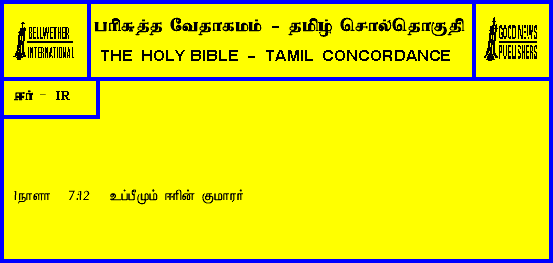 BELLWETHER
INTERNATIONAL
பரிசுத்த வேதாகமம் - தமிழ் சொல்தொகுதி
THE HOLY BIBLE - TAMIL CONCORDANCE
GOOD NEWS
PUBLISHERS
ஈர் - IR
1நாளா 7:12 உப்பீமும் ஈரின் குமாரர்